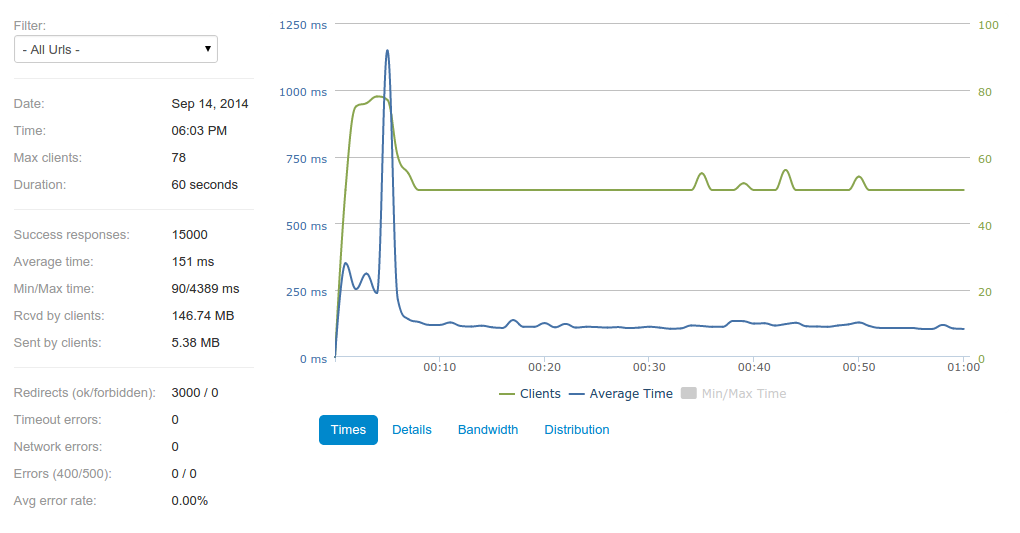 Filter:
- All Urls -
Date: Sep 14, 2014
Time: 06:03 PM
Max clients: 78
Duration: 60 seconds
Success responses: 15000
Average time: 151 ms
Min/Max time: 90/4389 ms
Rcvd by clients: 146.74 MB
Sent by clients: 5.38 MB
Redirects (ok/forbidden): 3000 / 0
Timeout errors: 0
Network errors: 0
Errors (400/500): 0 / 0
Avg error rate: 0.00%
1250 ms 100
1000 ms 80
750 ms 60
500 ms 40
250 ms 20
0 ms 0
00:10 00:20 00:30 00:40 00:50 01:00
Clients Average Time Min/Max Time
Times Details Bandwidth Distribution